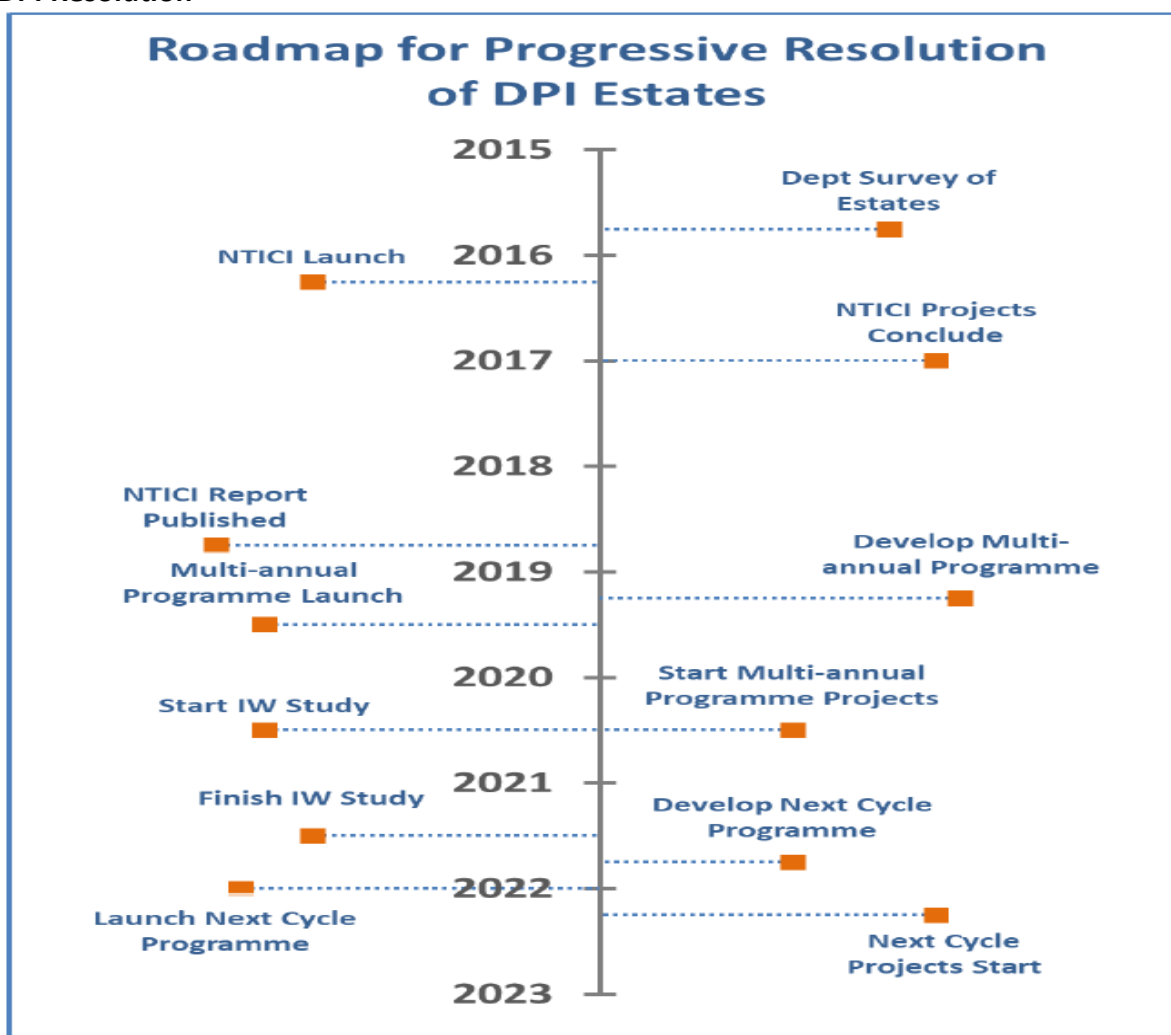 DPI Resolution
Roadmap for Progressive Resolution
of DPI Estates
2015
Dept Survey of
Estates
2016
NTICI Launch
NTICI Projects
Conclude
2017
2018
NTICI Report
Published
Develop Multi-
annual Programme
2019
Multi-annual
Programme Launch
2020
Start Multi-annual
Programme Projects
Start IW Study
2021
Finish IW Study
Develop Next Cycle
Programme
2022
Launch Next Cycle
Programme
Next Cycle
Projects Start
2023